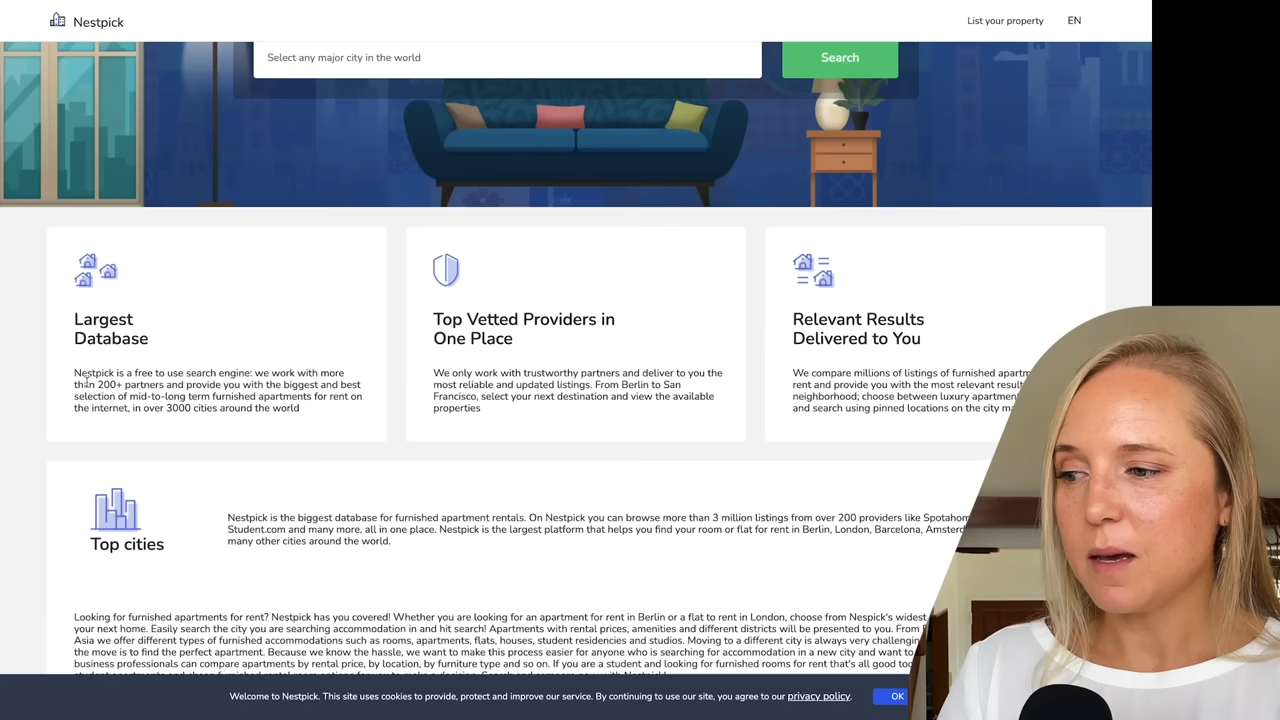 Nestpick
List your property
EN
Select any major city in the world
Search
Largest
Database
Nestpick is a free to use search engine: we work with more
than 200+ partners and provide you with the biggest and best
selection of mid-to-long term furnished apartments for rent on
the internet, in over 3000 cities around the world
Top Vetted Providers in
One Place
We only work with trustworthy partners and deliver to you the
most reliable and updated listings. From Berlin to San
Francisco, select your next destination and view the available
properties
Relevant Results
Delivered to You
We compare millions of listings of furnished
rent and provide you with the most relevant
neighborhood; choose between luxury
and search using pinned locations on the city
Top cities
Nestpick is the biggest database for furnished apartment rentals. On Nestpick you can browse more than 3 million listings from over 200 providers like
Student.com and many more, all in one place. Nestpick is the largest platform that helps you find your room or flat for rent in Berlin, London, Barcelona,
many other cities around the world.
Looking for furnished apartments for rent? Nestpick has you covered! Whether you are looking for an apartment for rent in Berlin or a flat to rent in London, choose from Nestpick's widest
your next home. Easily search the city you are searching accommodation in and hit search! Apartments with rental prices, amenities and different districts will be presented to you. From
Asia we offer different types of furnished accommodations such as rooms, apartments, flats, houses, student residencies and studios. Moving to a different city is always very
the move is to find the perfect apartment. Because we know the hassle, we want to make this process easier for anyone who is searching for accommodation in a new city and want to
business professionals can compare apartments by rental price, by location, by furniture type and so on. If you are a student and looking for furnished rooms for rent that's all good
Welcome to Nestpick. This site uses cookies to provide, protect and improve our service. By continuing to use our site, you agree to our privacy policy.
OK